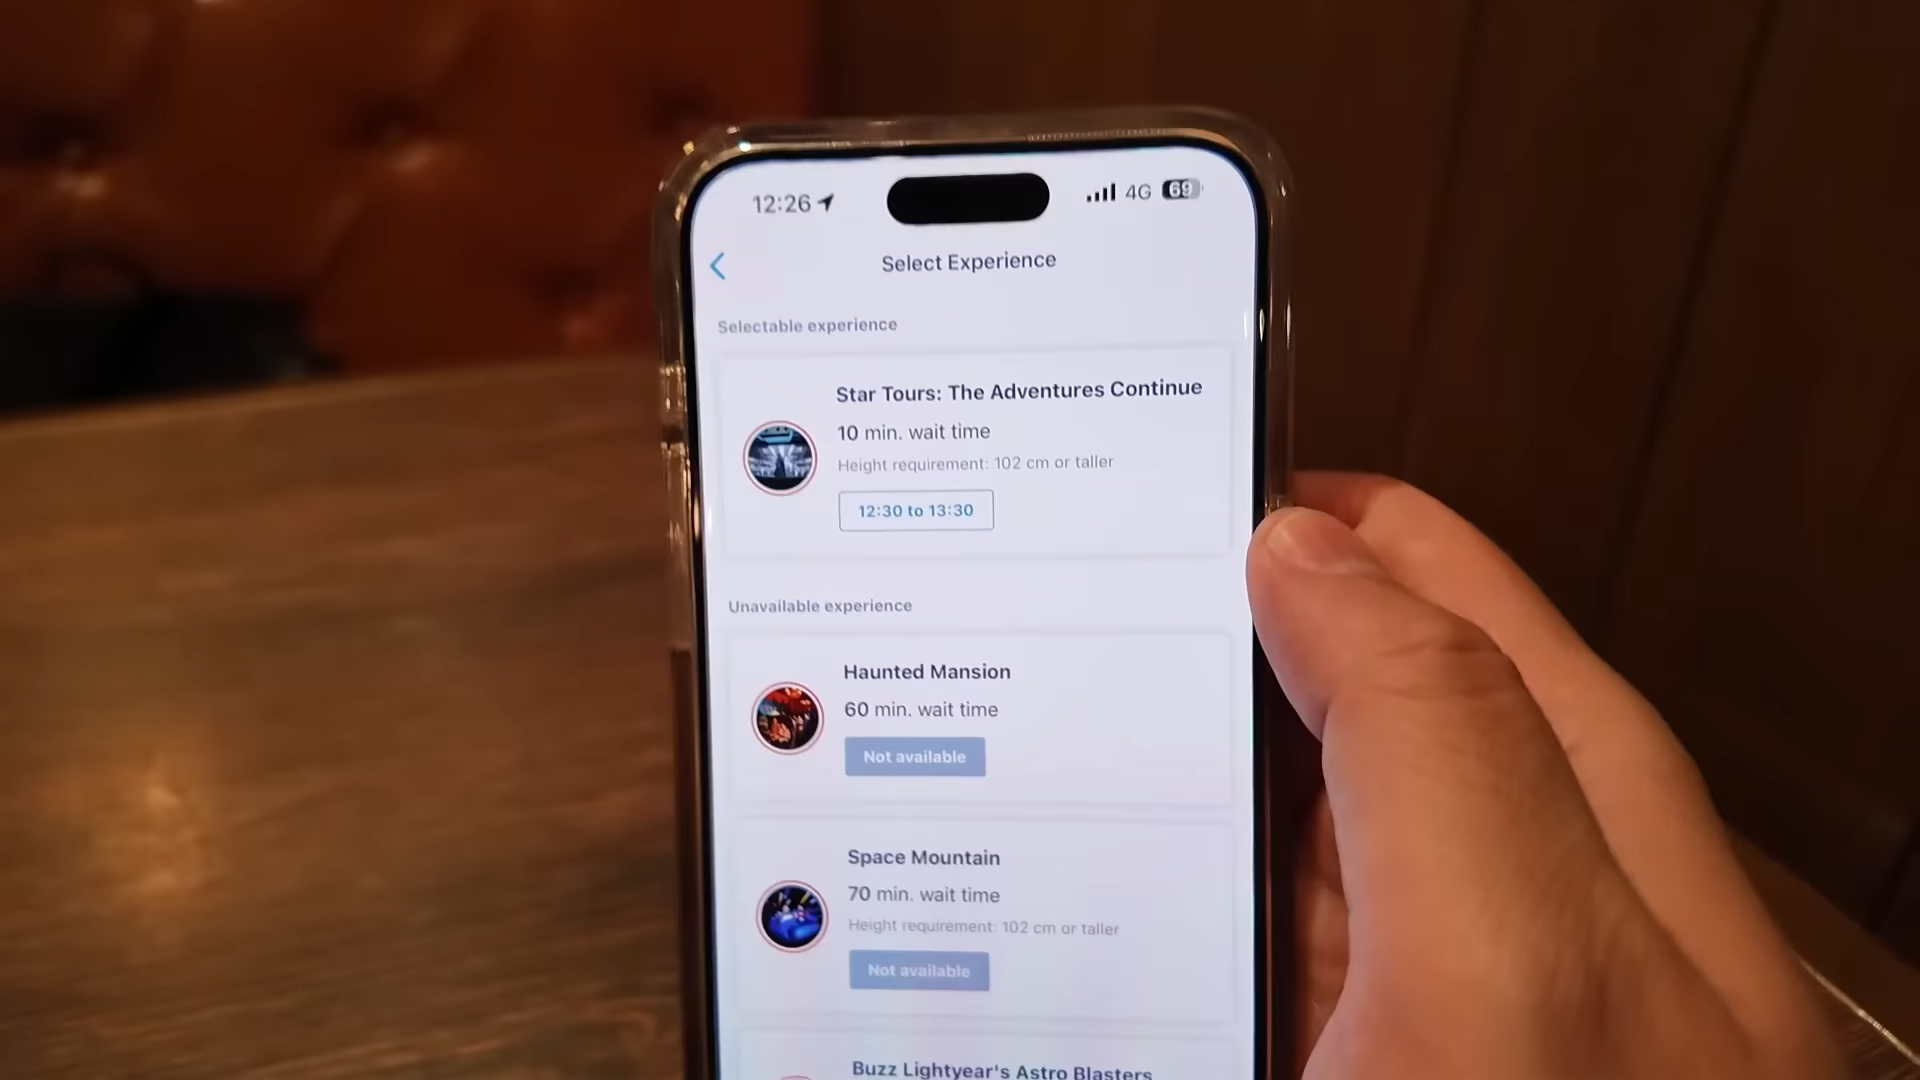 12:26
4G 69
Select Experience
Selectable experience
Star Tours: The Adventures Continue
10 min. wait time
Height requirement: 102 cm or taller
12:30 to 13:30
Unavailable experience
Haunted Mansion
60 min. wait time
Not available
Space Mountain
70 min. wait time
Height requirement: 102 cm or taller
Not available
Buzz Lightyear's Astro Blasters